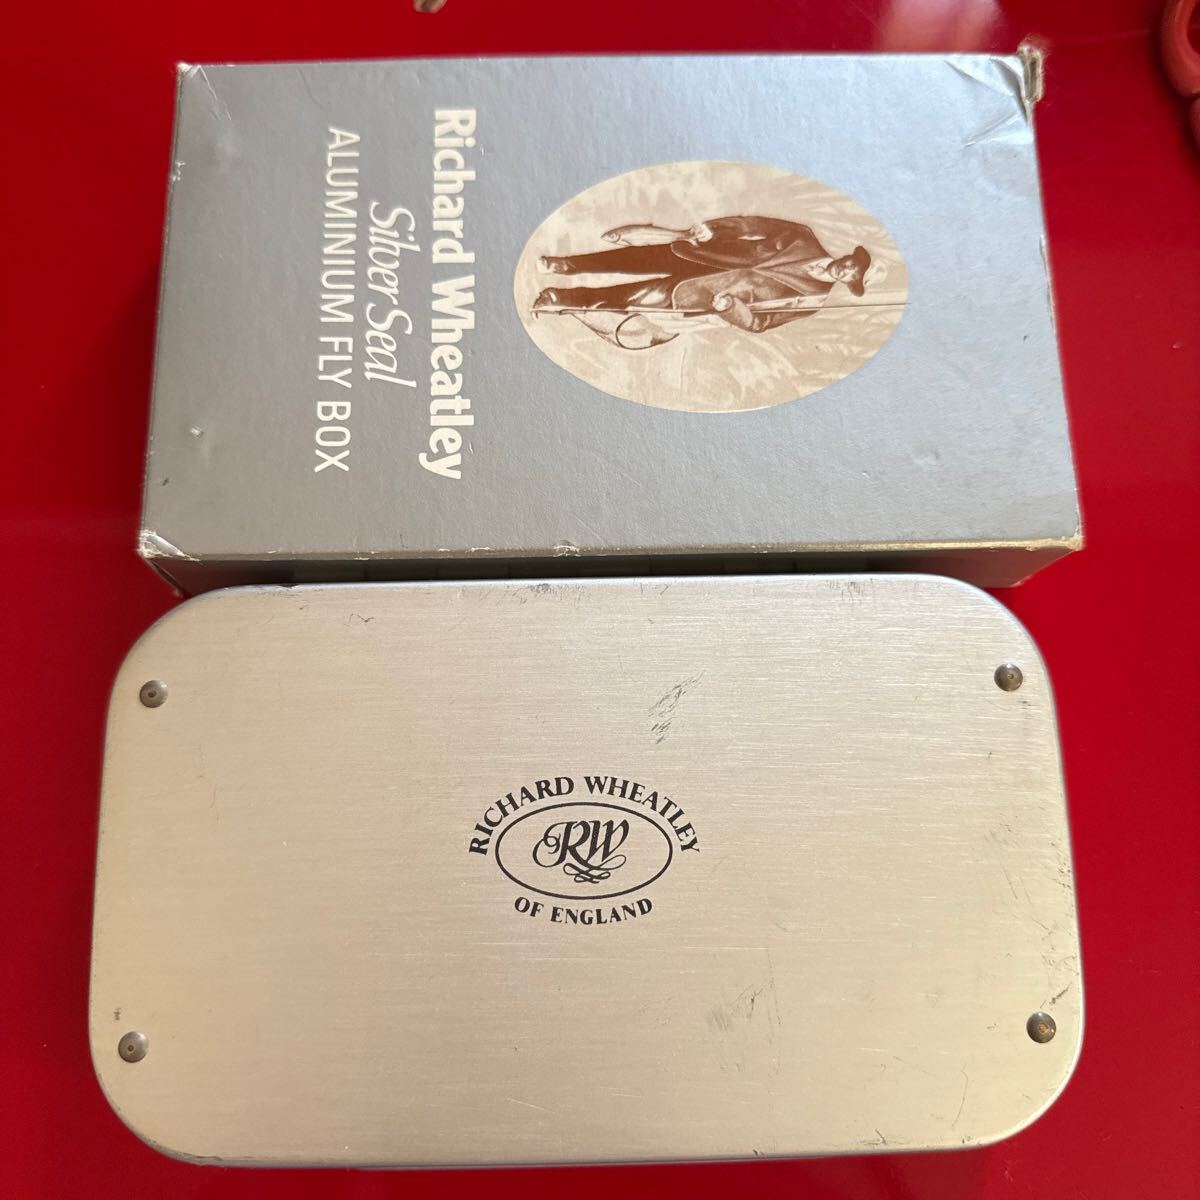 Richard Wheatley
Silver Seal
ALUMINIUM FLY BOX
RICHARD WHEATLEY
RW
OF ENGLAND